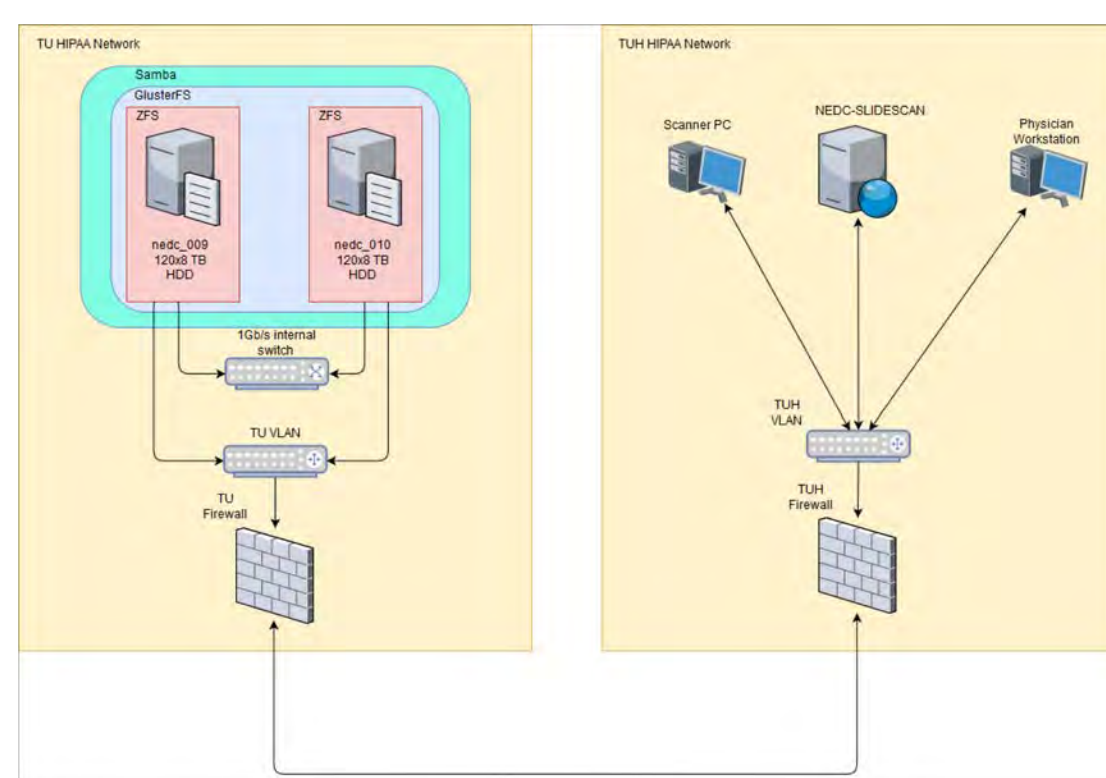 TU HIPAA Network
Samba
GlusterFS
ZFS
nedc_009
120x8 TB
HDD
ZFS
nedc_010
120x8 TB
HDD
1Gb/s internal
switch
TU VLAN
TU
Firewall
TUH HIPAA Network
Scanner PC
NEDC-SLIDESCAN
Physician
Workstation
TUH
VLAN
TUH
Firewall